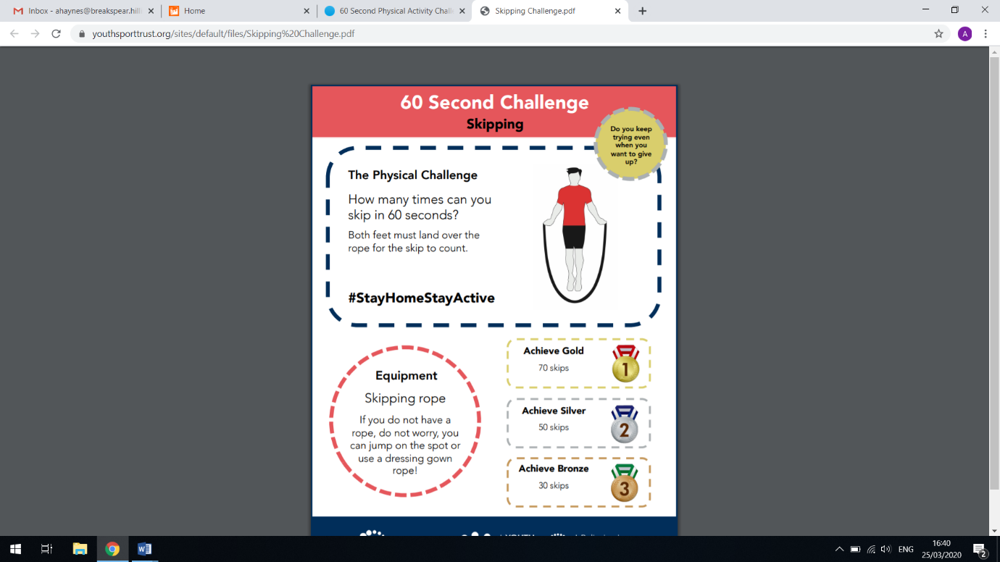 Inbox - ahaynes@breakspear.hill
Home
60 Second Physical Activity Chall
Skipping Challenge.pdf
youthsporttrust.org/sites/default/files/Skipping%20Challenge.pdf
A
60 Second Challenge
Skipping
Do you keep
trying even
when you
want to give
up?
The Physical Challenge
How many times can you
skip in 60 seconds?
Both feet must land over the
rope for the skip to count.
#StayHomeStayActive
Equipment
Skipping rope
If you do not have a
rope, do not worry, you
can jump on the spot or
use a dressing gown
rope!
Achieve Gold
70 skips
1
Achieve Silver
50 skips
2
Achieve Bronze
30 skips
3
ENG
16:40
25/03/2020
2